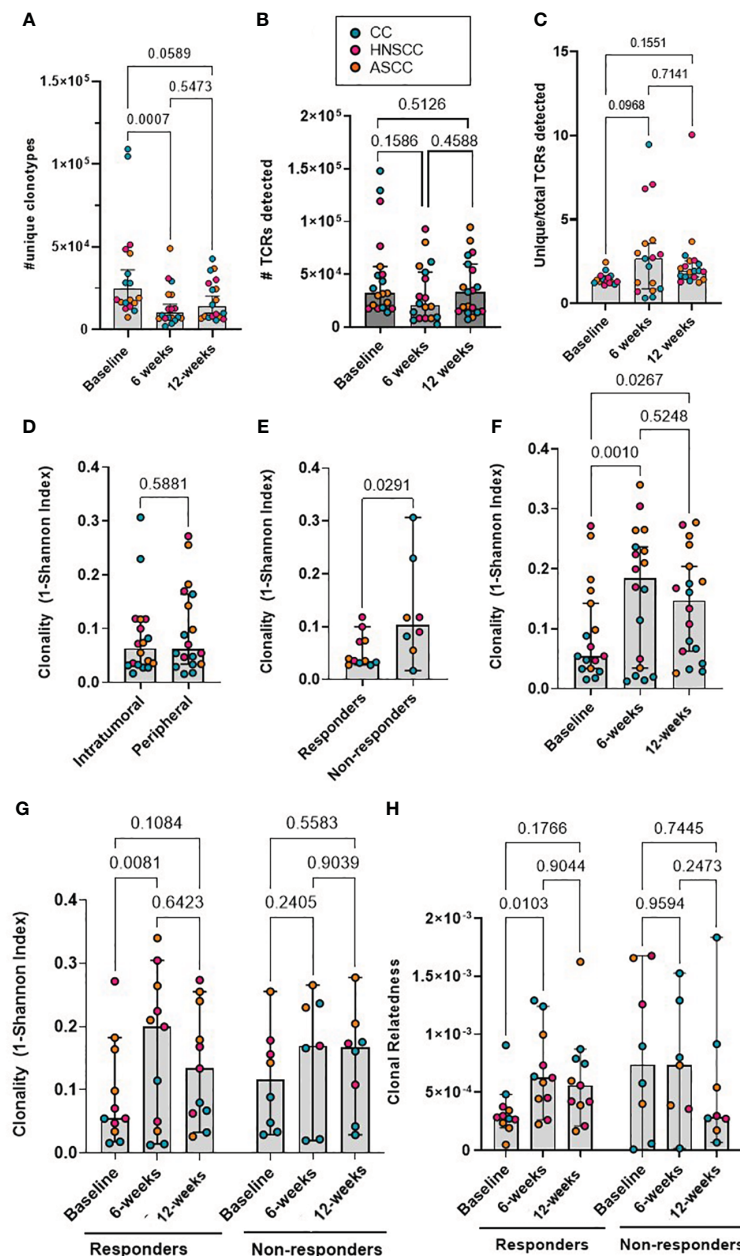 A
#unique clonotypes
0.0589
0.5473
0.0007
1.5×10⁵
1×10⁵
5×10⁴
0
Baseline
6 weeks
12-weeks
B
CC
HNSCC
ASCC
# TCRs detected
0.5126
0.1586
0.4588
2×10⁵
1.5×10⁵
1×10⁵
5×10⁴
0
Baseline
6 weeks
12 weeks
C
Unique/total TCRs detected
0.1551
0.7141
0.0968
15
10
5
0
Baseline
6 weeks
12 weeks
D
Clonality (1-Shannon Index)
0.5881
0.4
0.3
0.2
0.1
0.0
Intratumoral
Peripheral
E
Clonality (1-Shannon Index)
0.0291
0.4
0.3
0.2
0.1
0.0
Responders
Non-responders
F
Clonality (1-Shannon Index)
0.0267
0.5248
0.0010
0.4
0.3
0.2
0.1
0.0
Baseline
6-weeks
12-weeks
G
Clonality (1-Shannon Index)
0.1084
0.0081
0.6423
0.5583
0.9039
0.2405
0.4
0.3
0.2
0.1
0.0
Baseline
6-weeks
12-weeks
Baseline
6-weeks
12-weeks
Responders
Non-responders
H
Clonal Relatedness
0.1766
0.9044
0.0103
0.7445
0.2473
0.9594
2×10⁻³
1.5×10⁻³
1×10⁻³
5×10⁻⁴
0
Baseline
6-weeks
12-weeks
Baseline
6-weeks
12-weeks
Responders
Non-responders